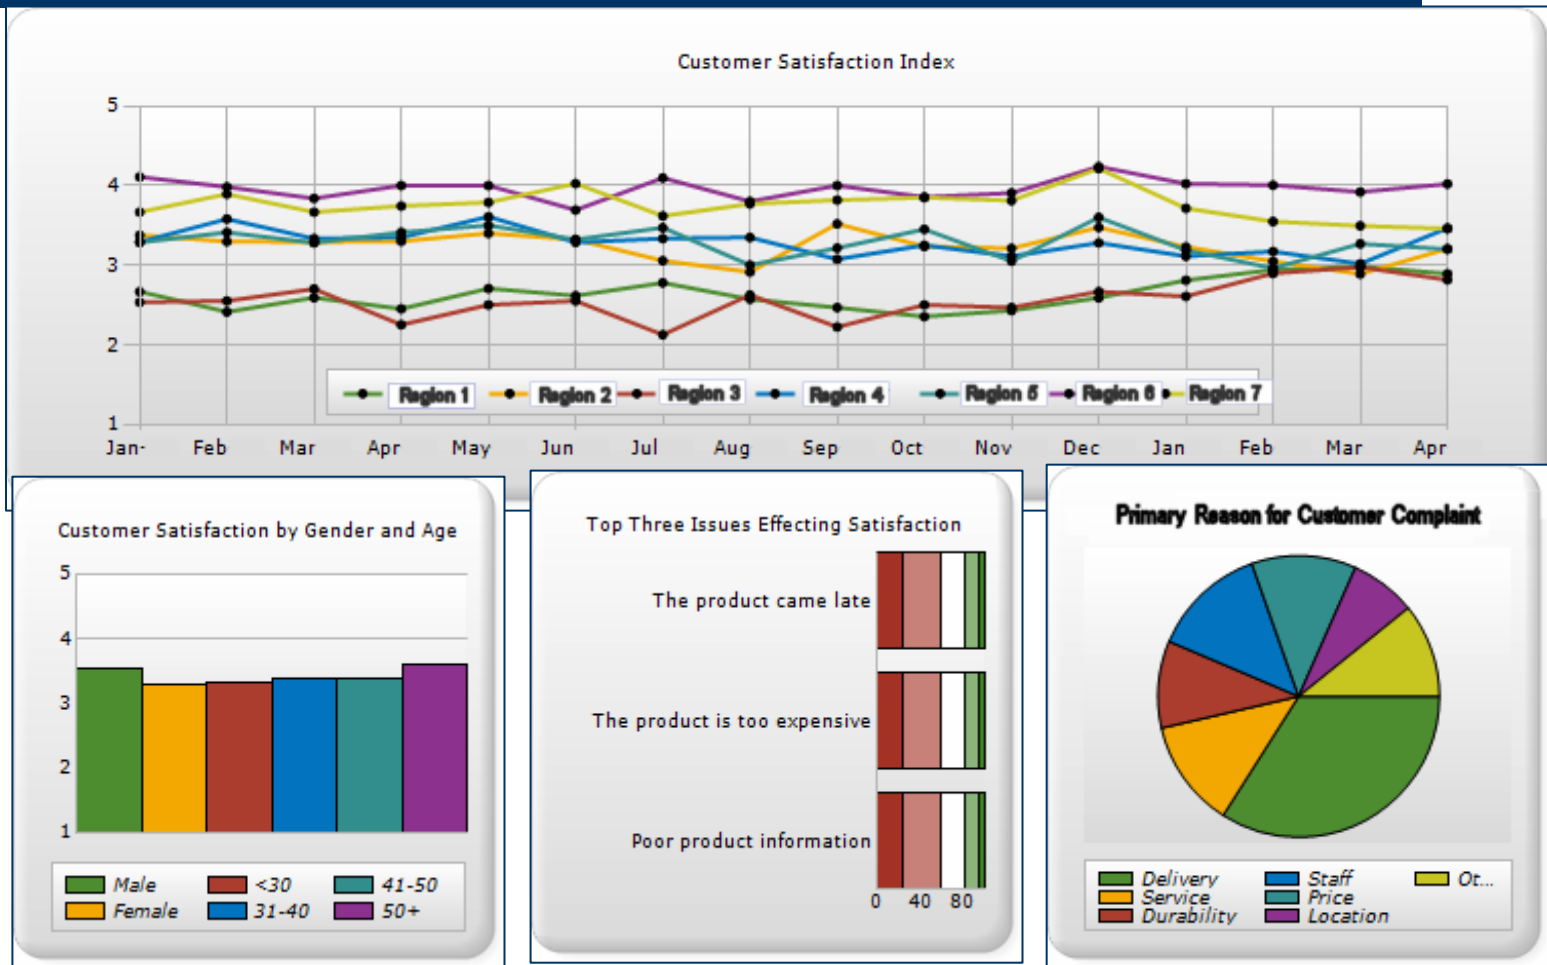 Customer Satisfaction Index
5
4
3
2
1
Region 1 Region 2 Region 3 Region 4 Region 5 Region 6 Region 7
Jan- Feb Mar Apr May Jun Jul Aug Sep Oct Nov Dec Jan Feb Mar Apr
Customer Satisfaction by Gender and Age
5
4
3
2
1
Male <30 41-50
Female 31-40 50+
Top Three Issues Effecting Satisfaction
The product came late
The product is too expensive
Poor product information
0 40 80
Primary Reason for Customer Complaint
Delivery Staff Ot...
Service Price
Durability Location